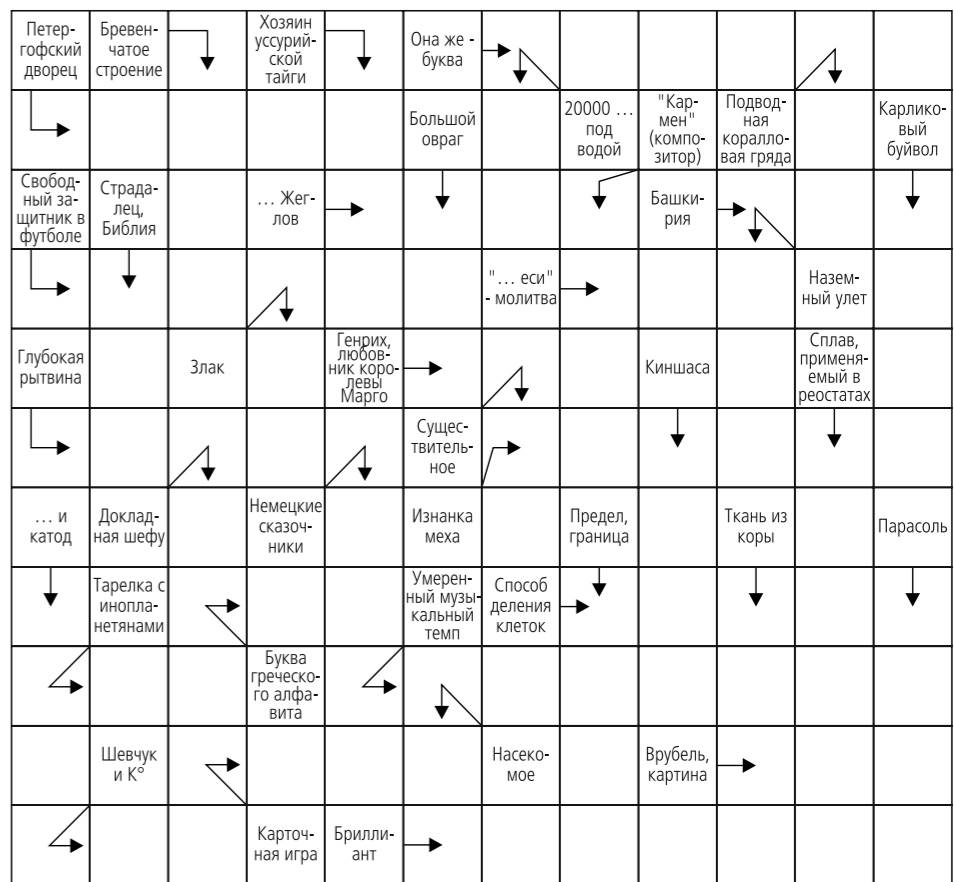 Петер-
гофский
дворец
Бревен-
чатое
строение
Хозяин
уссурий-
ской
тайги
Она же -
буква
Большой
овраг
20000 ...
под
водой
"Кар-
мен"
(компо-
зитор)
Подвод-
ная
коралло-
вая гряда
Карлико-
вый
буйвол
Свобод-
ный за-
щитник в
футболе
Страда-
лец,
Библия
... Жег-
лов
Башки-
рия
"... еси"
- молитва
Назем-
ный улет
Глубокая
рытвина
Злак
Генрих,
любов-
ник коро-
левы
Марго
Киншаса
Сплав,
применя-
емый в
реостатах
Сущес-
твитель-
ное
... и
катод
Доклад-
ная шефу
Немецкие
сказоч-
ники
Изнанка
меха
Предел,
граница
Ткань из
коры
Парасоль
Тарелка с
инопла-
нетянами
Умерен-
ный музы-
кальный
темп
Способ
деления
клеток
Буква
греческо-
го алфа-
вита
Шевчук
и К°
Насеко-
мое
Врубель,
картина
Карточ-
ная игра
Брилли-
ант